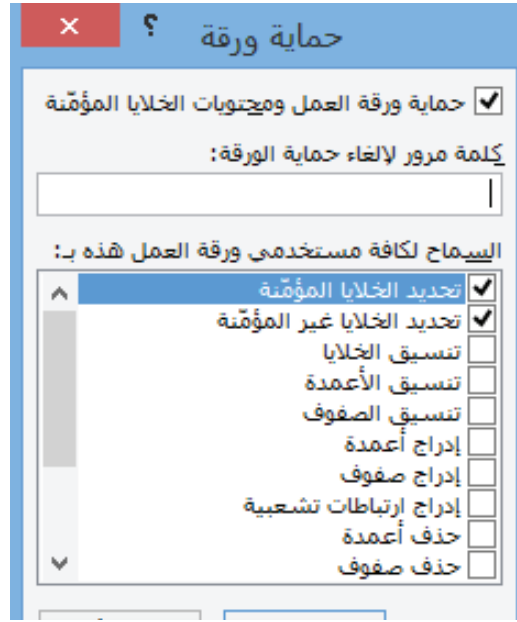 حماية ورقة
؟
حماية ورقة العمل ومحتويات الخلايا المؤمّنة
كلمة مرور لإلغاء حماية الورقة:
السماح لكافة مستخدمي ورقة العمل هذه بـ:
تحديد الخلايا المؤمّنة
تحديد الخلايا غير المؤمّنة
تنسيق الخلايا
تنسيق الأعمدة
تنسيق الصفوف
إدراج أعمدة
إدراج صفوف
إدراج ارتباطات تشعبية
حذف أعمدة
حذف صفوف